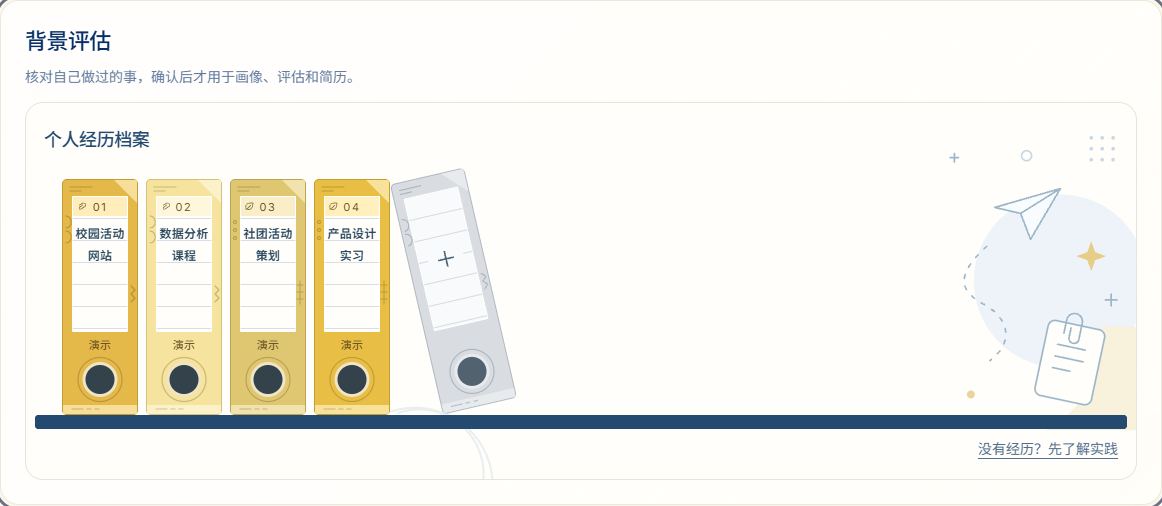 背景评估
核对自己做过的事，确认后才用于画像、评估和简历。
个人经历档案
01
校园活动
网站
演示
02
数据分析
课程
演示
03
社团活动
策划
演示
04
产品设计
实习
演示
没有经历？先了解实践